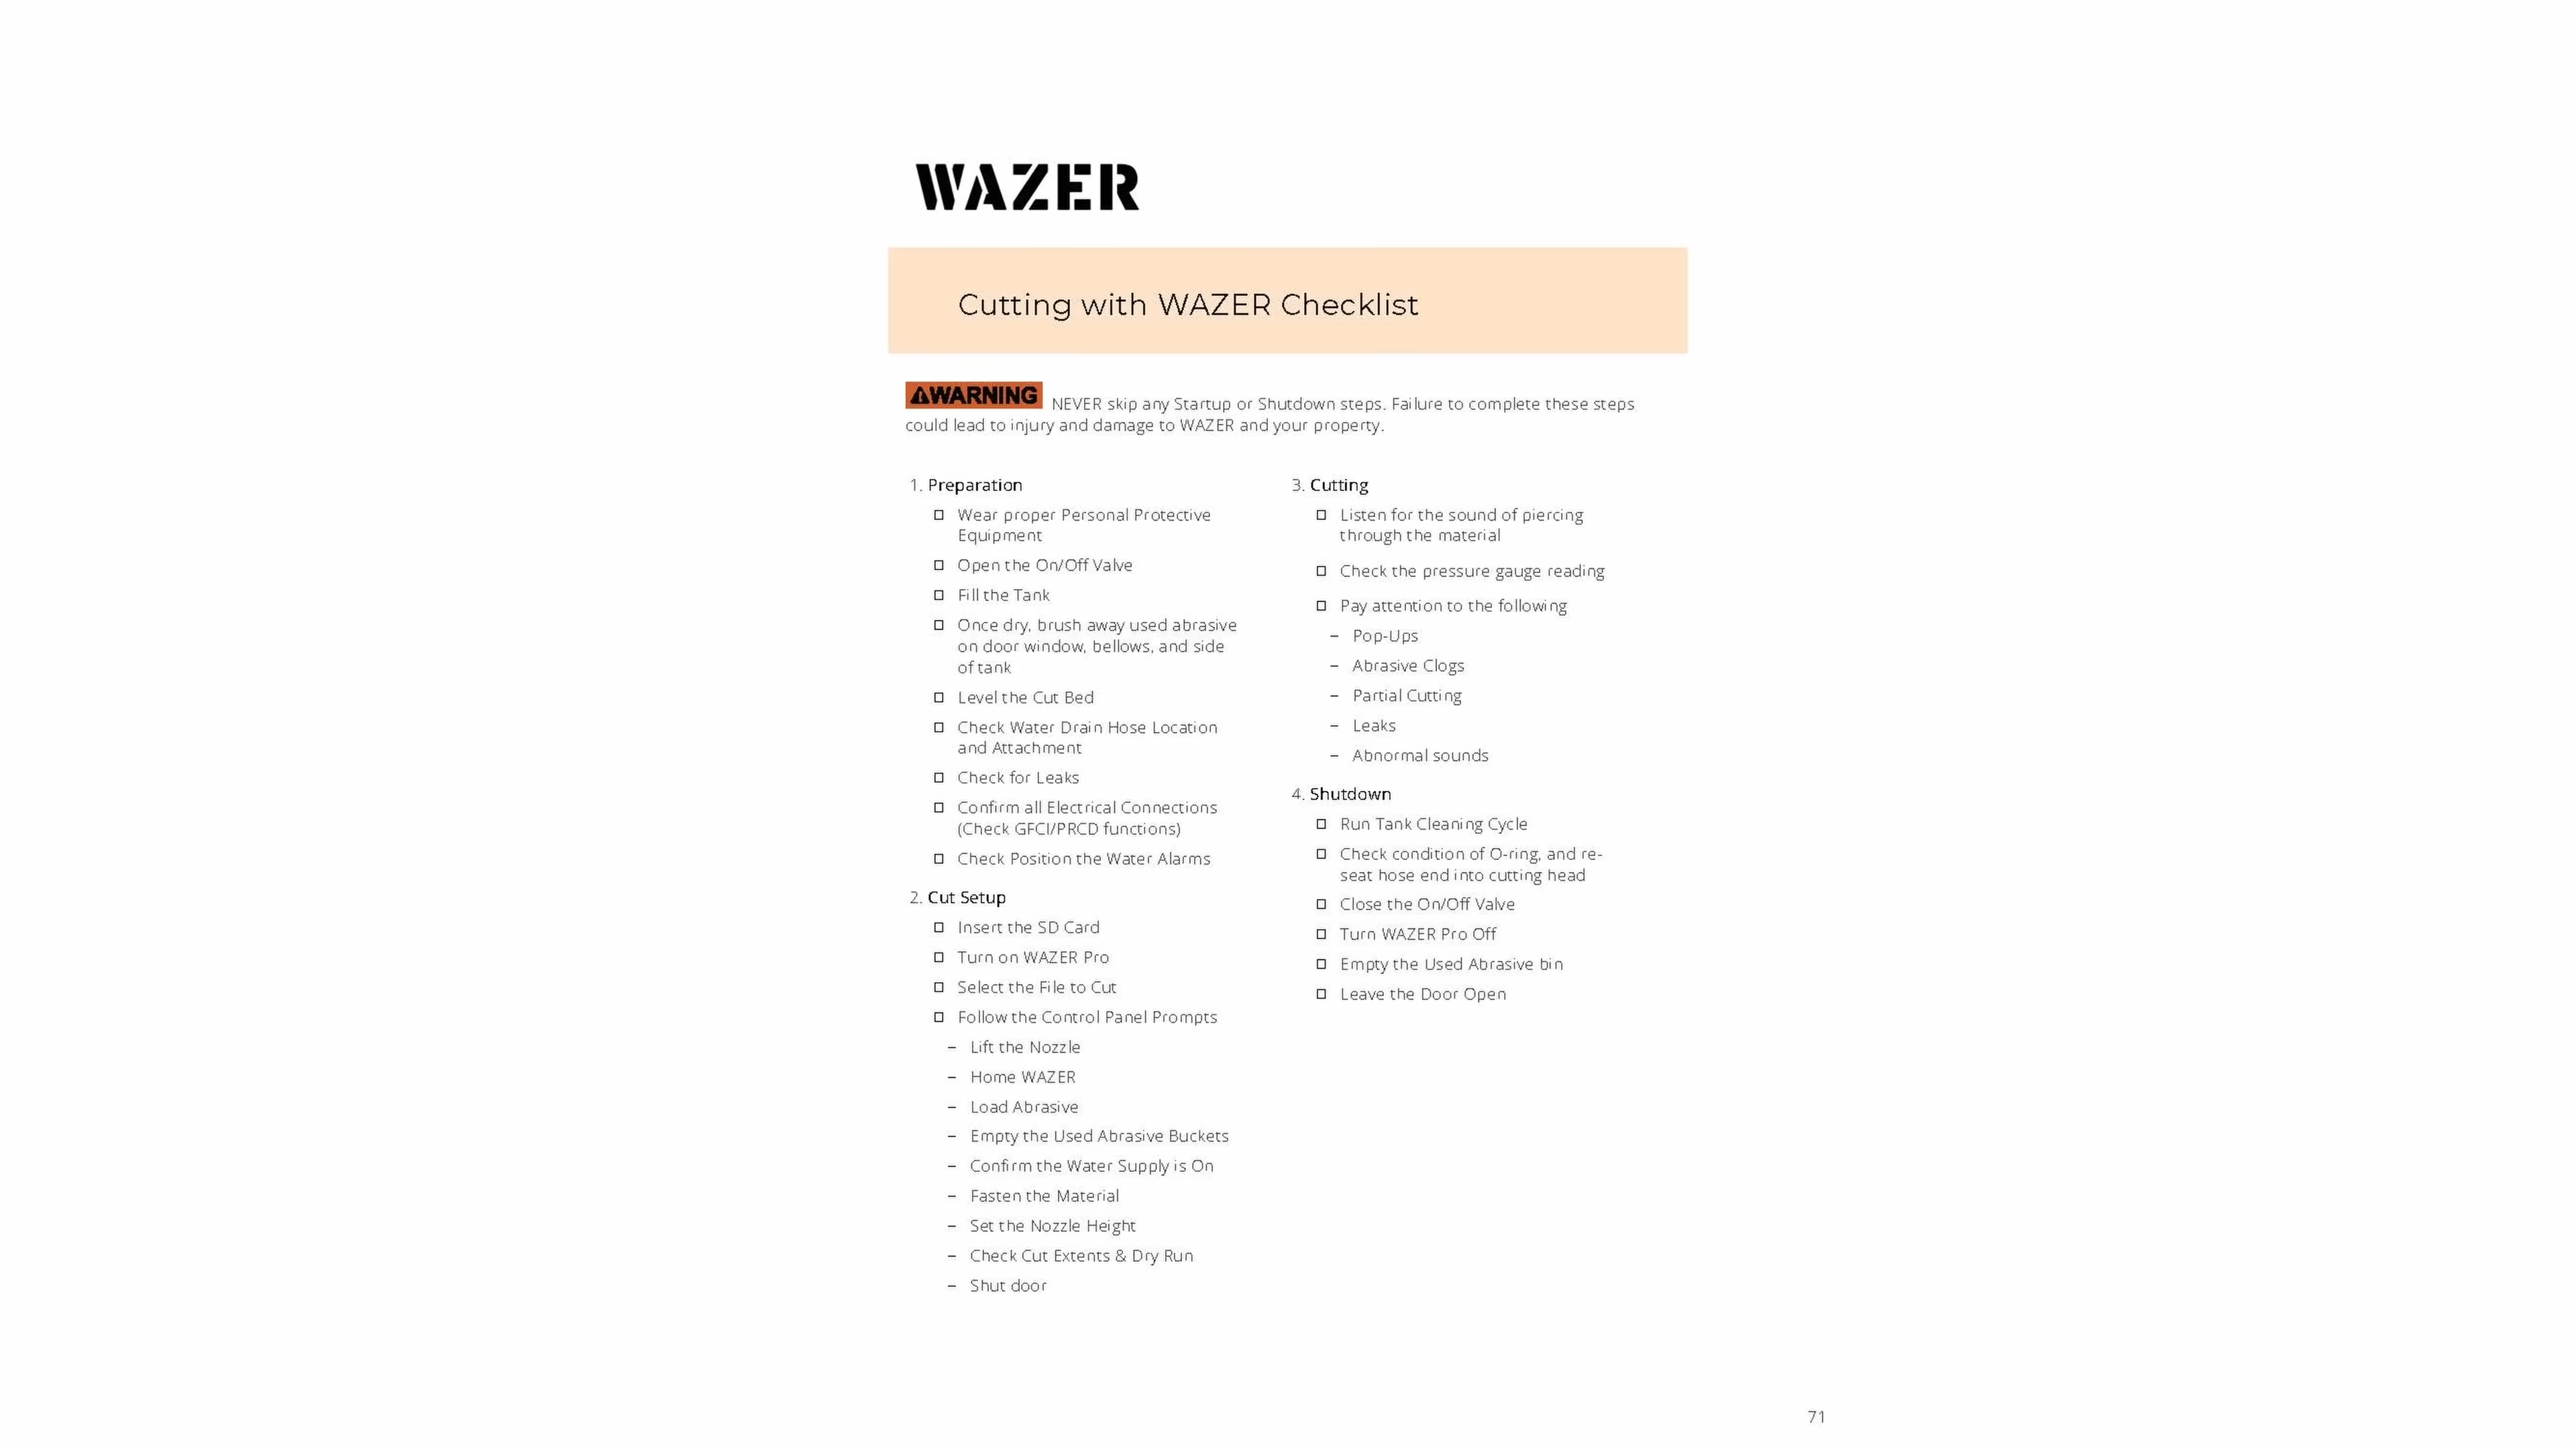 WAZER
Cutting with WAZER Checklist
⚠WARNING NEVER skip any Startup or Shutdown steps. Failure to complete these steps
could lead to injury and damage to WAZER and your property.
1. Preparation
☐ Wear proper Personal Protective
Equipment
☐ Open the On/Off Valve
☐ Fill the Tank
☐ Once dry, brush away used abrasive
on door window, bellows, and side
of tank
☐ Level the Cut Bed
☐ Check Water Drain Hose Location
and Attachment
☐ Check for Leaks
☐ Confirm all Electrical Connections
(Check GFCI/PRCD functions)
☐ Check Position the Water Alarms
2. Cut Setup
☐ Insert the SD Card
☐ Turn on WAZER Pro
☐ Select the File to Cut
☐ Follow the Control Panel Prompts
– Lift the Nozzle
– Home WAZER
– Load Abrasive
– Empty the Used Abrasive Buckets
– Confirm the Water Supply is On
– Fasten the Material
– Set the Nozzle Height
– Check Cut Extents & Dry Run
– Shut door
3. Cutting
☐ Listen for the sound of piercing
through the material
☐ Check the pressure gauge reading
☐ Pay attention to the following
– Pop-Ups
– Abrasive Clogs
– Partial Cutting
– Leaks
– Abnormal sounds
4. Shutdown
☐ Run Tank Cleaning Cycle
☐ Check condition of O-ring, and re-
seat hose end into cutting head
☐ Close the On/Off Valve
☐ Turn WAZER Pro Off
☐ Empty the Used Abrasive bin
☐ Leave the Door Open
71